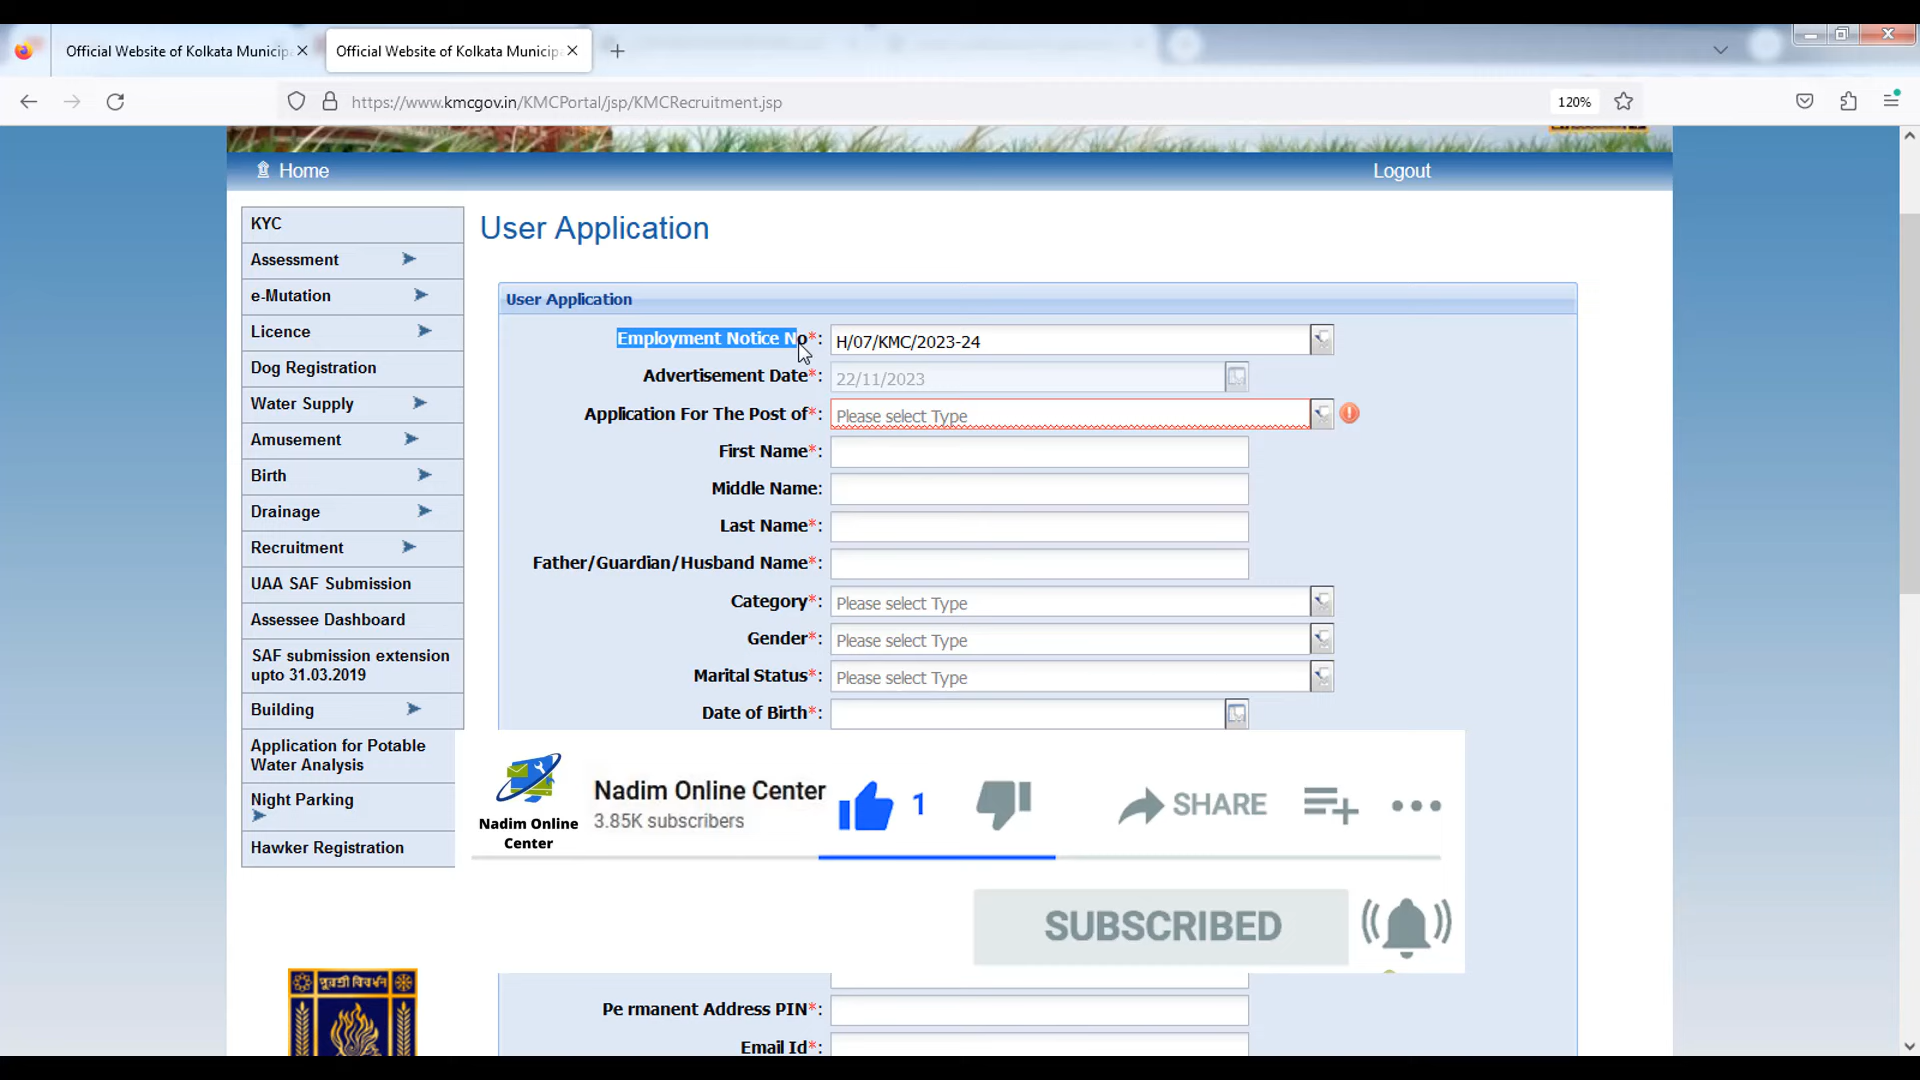 Official Website of Kolkata Municip
Official Website of Kolkata Municip
https://www.kmcgov.in/KMCPortal/jsp/KMCRecruitment.jsp
120%
Home
Logout
KYC
Assessment
e-Mutation
Licence
Dog Registration
Water Supply
Amusement
Birth
Drainage
Recruitment
UAA SAF Submission
Assessee Dashboard
SAF submission extension
upto 31.03.2019
Building
Application for Potable
Water Analysis
Night Parking
Hawker Registration
User Application
User Application
Employment Notice No*: H/07/KMC/2023-24
Advertisement Date*: 22/11/2023
Application For The Post of*: Please select Type
First Name*:
Middle Name:
Last Name*:
Father/Guardian/Husband Name*:
Category*: Please select Type
Gender*: Please select Type
Marital Status*: Please select Type
Date of Birth*:
Nadim Online
Center
Nadim Online Center
3.85K subscribers
1
SHARE
SUBSCRIBED
পুরশ্রী বিবর্ধন
Pe rmanent Address PIN*:
Email Id*: